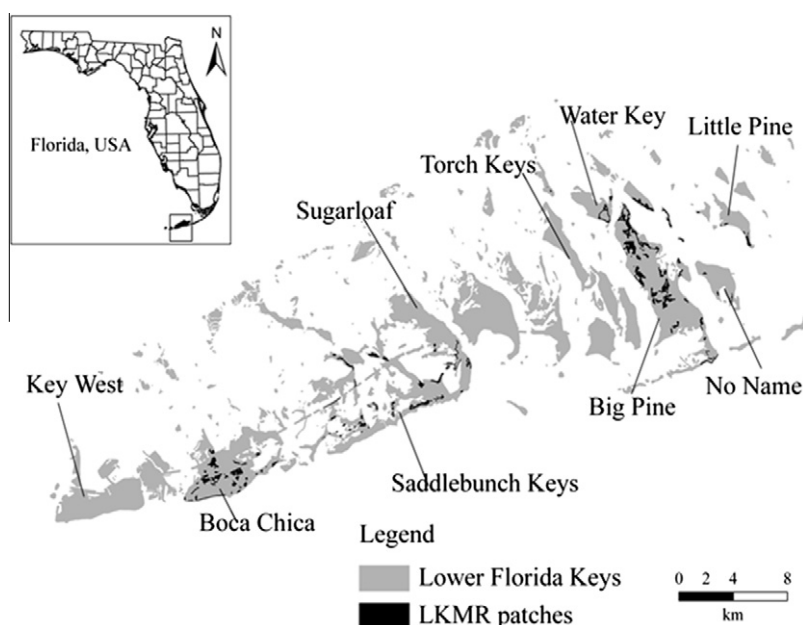 N
Florida, USA
Water Key
Little Pine
Torch Keys
Sugarloaf
Key West
No Name
Big Pine
Saddlebunch Keys
Boca Chica
Legend
Lower Florida Keys
LKMR patches
0 2 4 8
km